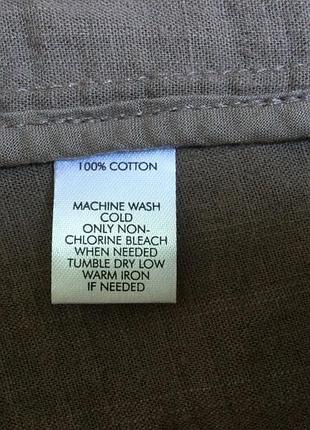 100% COTTON
MACHINE WASH
COLD
ONLY NON-
CHLORINE BLEACH
WHEN NEEDED
TUMBLE DRY LOW
WARM IRON
IF NEEDED